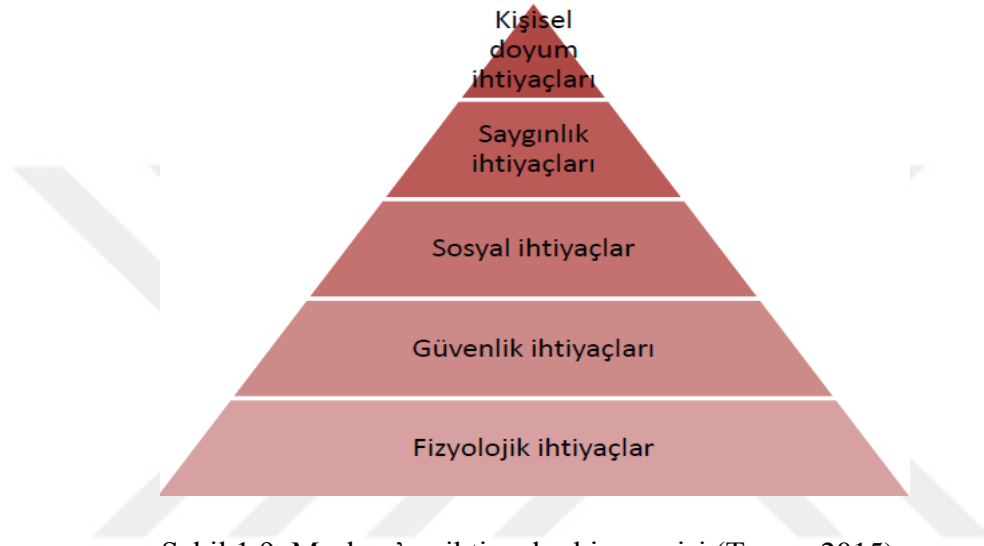 Kişisel
doyum
ihtiyaçları
Saygınlık
ihtiyaçları
Sosyal ihtiyaçlar
Güvenlik ihtiyaçları
Fizyolojik ihtiyaçlar